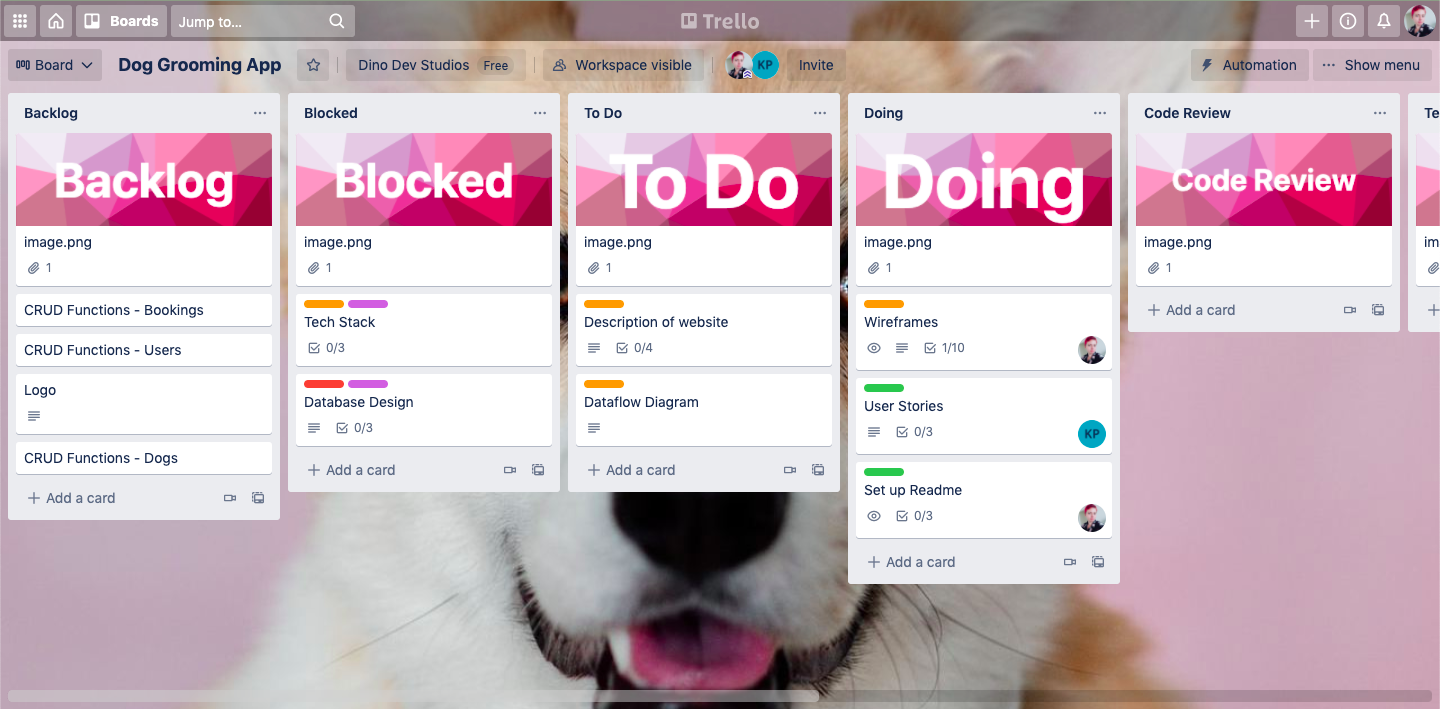 Boards
Jump to...
Trello
Board
Dog Grooming App
Dino Dev Studios Free
Workspace visible
KP
Invite
Automation
Show menu
Backlog
Backlog
image.png
1
CRUD Functions - Bookings
CRUD Functions - Users
Logo
CRUD Functions - Dogs
Add a card
Blocked
Blocked
image.png
1
Tech Stack
0/3
Database Design
0/3
Add a card
To Do
To Do
image.png
1
Description of website
0/4
Dataflow Diagram
Add a card
Doing
Doing
image.png
1
Wireframes
1/10
User Stories
0/3
KP
Set up Readme
0/3
Add a card
Code Review
Code Review
image.png
1
Add a card
Te
im